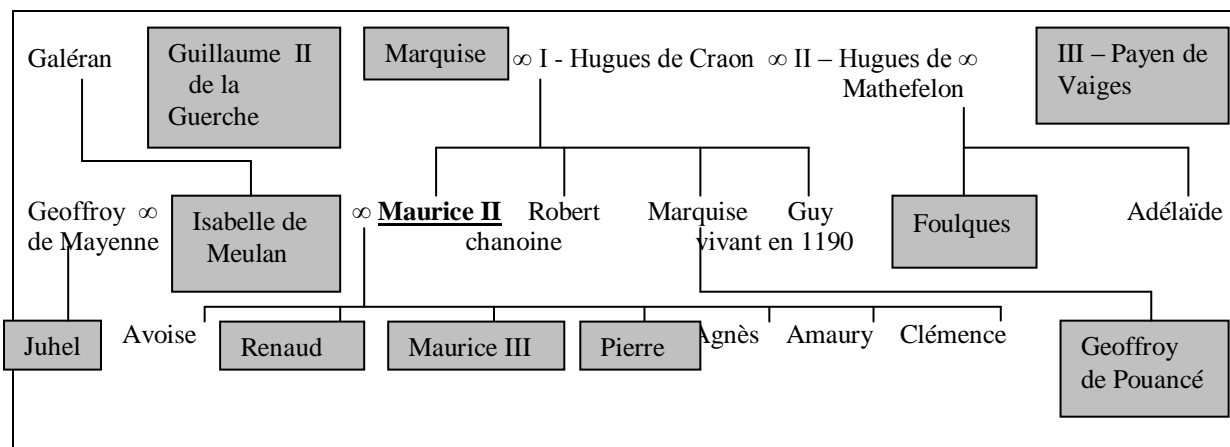 Galéran
Guillaume II
de la
Guerche
Marquise
∞ I - Hugues de Craon ∞ II – Hugues de ∞
Mathefelon
III – Payen de
Vaiges
Geoffroy ∞
de Mayenne
Isabelle de
Meulan
∞ Maurice II
Robert
chanoine
Marquise
Guy
vivant en 1190
Foulques
Adélaïde
Juhel
Avoise
Renaud
Maurice III
Pierre
Agnès
Amaury
Clémence
Geoffroy
de Pouancé